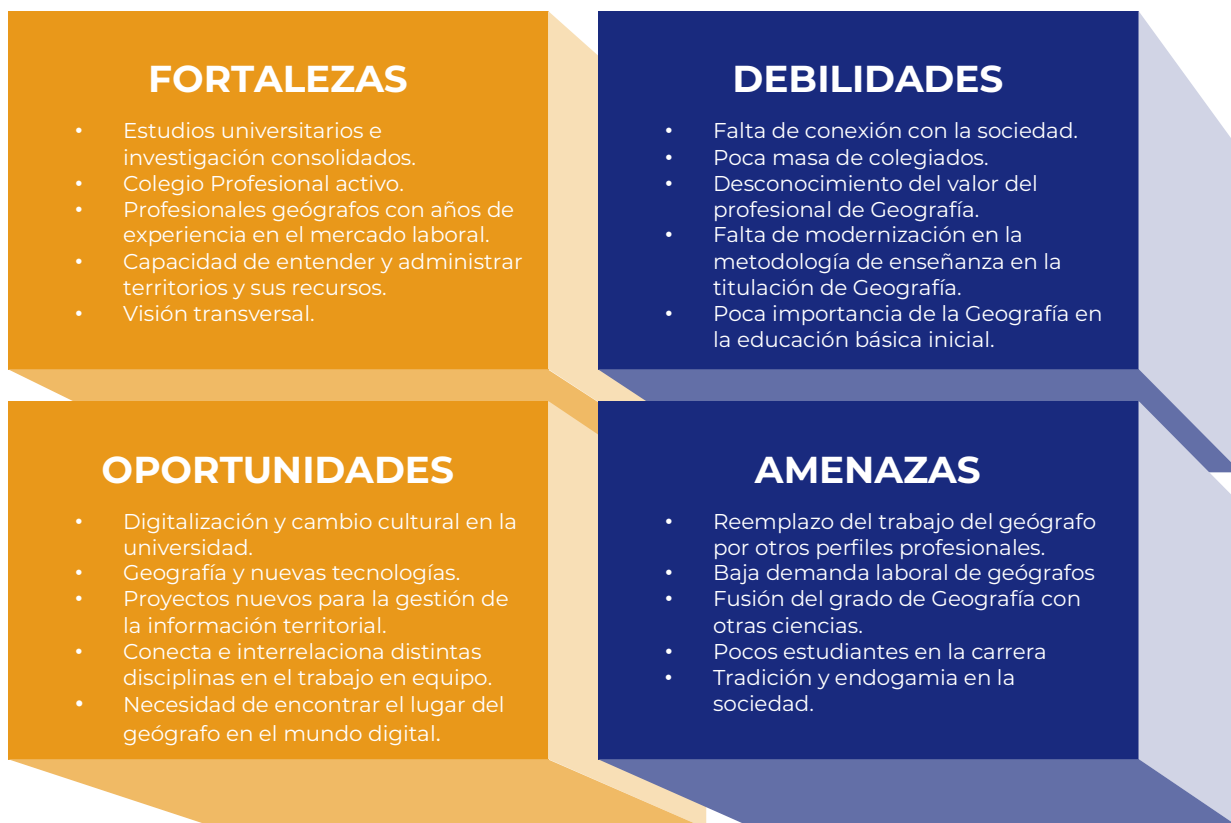 FORTALEZAS
• Estudios universitarios e
investigación consolidados.
• Colegio Profesional activo.
• Profesionales geógrafos con años de
experiencia en el mercado laboral.
• Capacidad de entender y administrar
territorios y sus recursos.
• Visión transversal.
DEBILIDADES
• Falta de conexión con la sociedad.
• Poca masa de colegiados.
• Desconocimiento del valor del
profesional de Geografía.
• Falta de modernización en la
metodología de enseñanza en la
titulación de Geografía.
• Poca importancia de la Geografía en
la educación básica inicial.
OPORTUNIDADES
• Digitalización y cambio cultural en la
universidad.
• Geografía y nuevas tecnologías.
• Proyectos nuevos para la gestión de
la información territorial.
• Conecta e interrelaciona distintas
disciplinas en el trabajo en equipo.
• Necesidad de encontrar el lugar del
geógrafo en el mundo digital.
AMENAZAS
• Reemplazo del trabajo del geógrafo
por otros perfiles profesionales.
• Baja demanda laboral de geógrafos
• Fusión del grado de Geografía con
otras ciencias.
• Pocos estudiantes en la carrera
• Tradición y endogamia en la
sociedad.